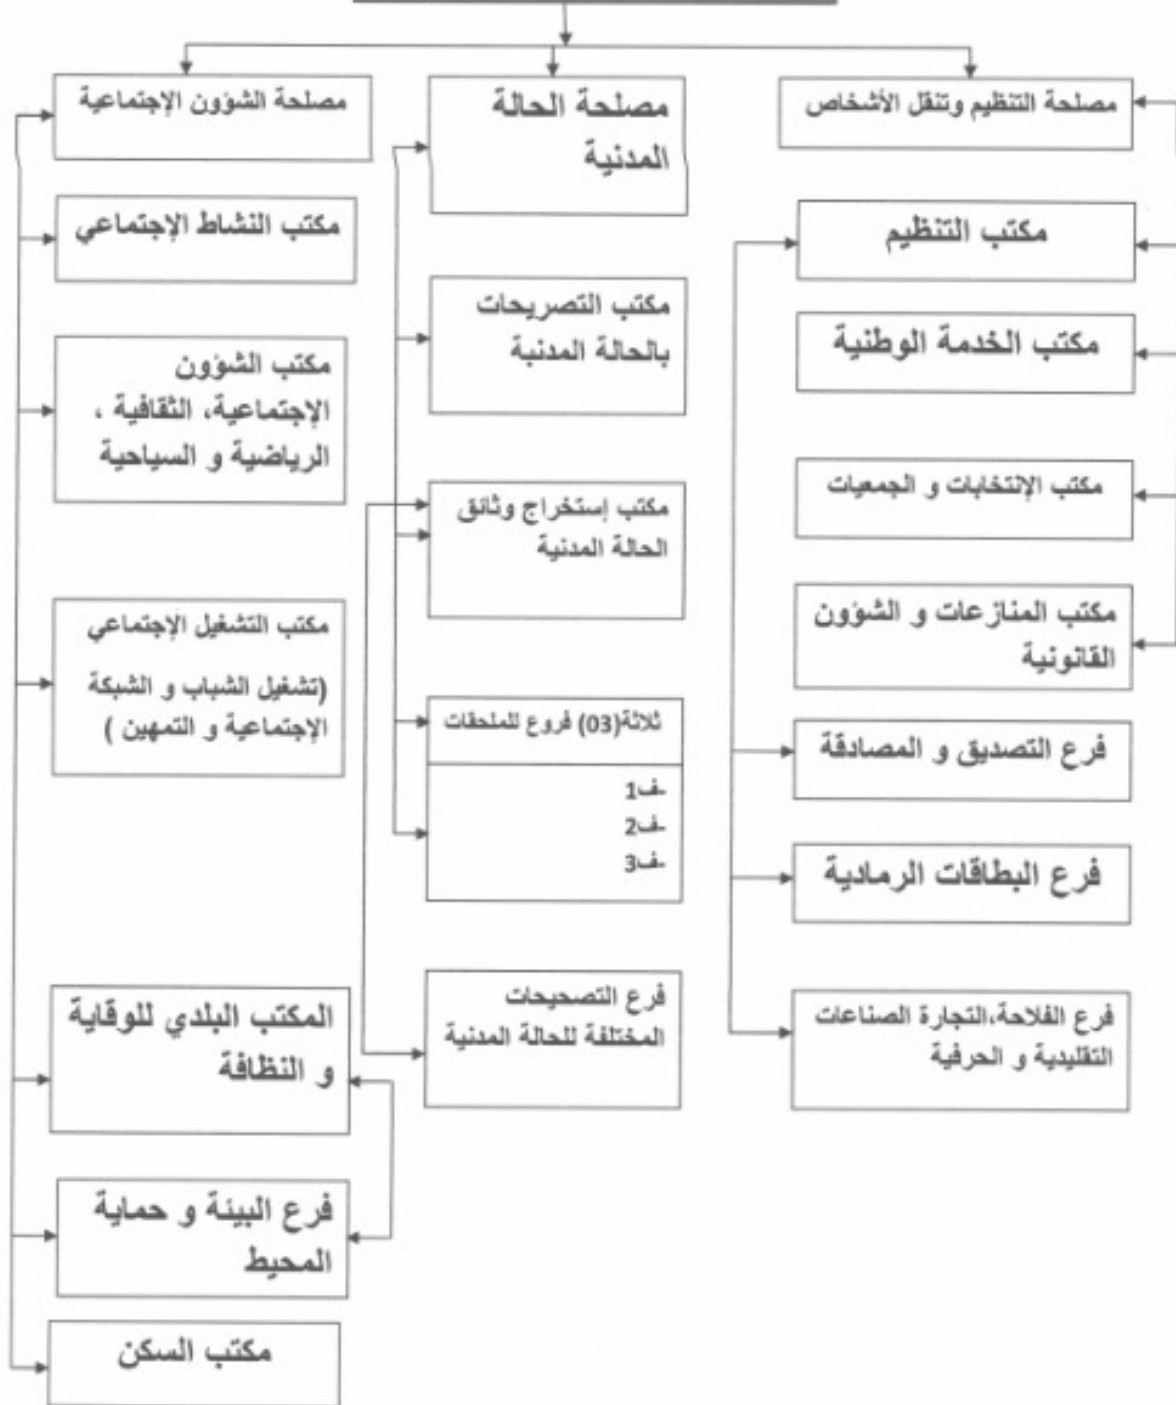 مصلحة التنظيم وتنقل الأشخاص
مكتب التنظيم
مكتب الخدمة الوطنية
مكتب الإنتخابات و الجمعيات
مكتب المنازعات و الشؤون
القانونية
فرع التصديق و المصادقة
فرع البطاقات الرمادية
فرع الفلاحة،التجارة الصناعات
التقليدية و الحرفية
مصلحة الحالة
المدنية
مكتب التصريحات
بالحالة المدنية
مكتب إستخراج وثائق
الحالة المدنية
ثلاثة(03) فروع للملحقات
-ف1
-ف2
-ف3
فرع التصحيحات
المختلفة للحالة المدنية
مصلحة الشؤون الإجتماعية
مكتب النشاط الإجتماعي
مكتب الشؤون
الإجتماعية، الثقافية ،
الرياضية و السياحية
مكتب التشغيل الإجتماعي
(تشغيل الشباب و الشبكة
الإجتماعية و التمهين )
المكتب البلدي للوقاية
و النظافة
فرع البيئة و حماية
المحيط
مكتب السكن